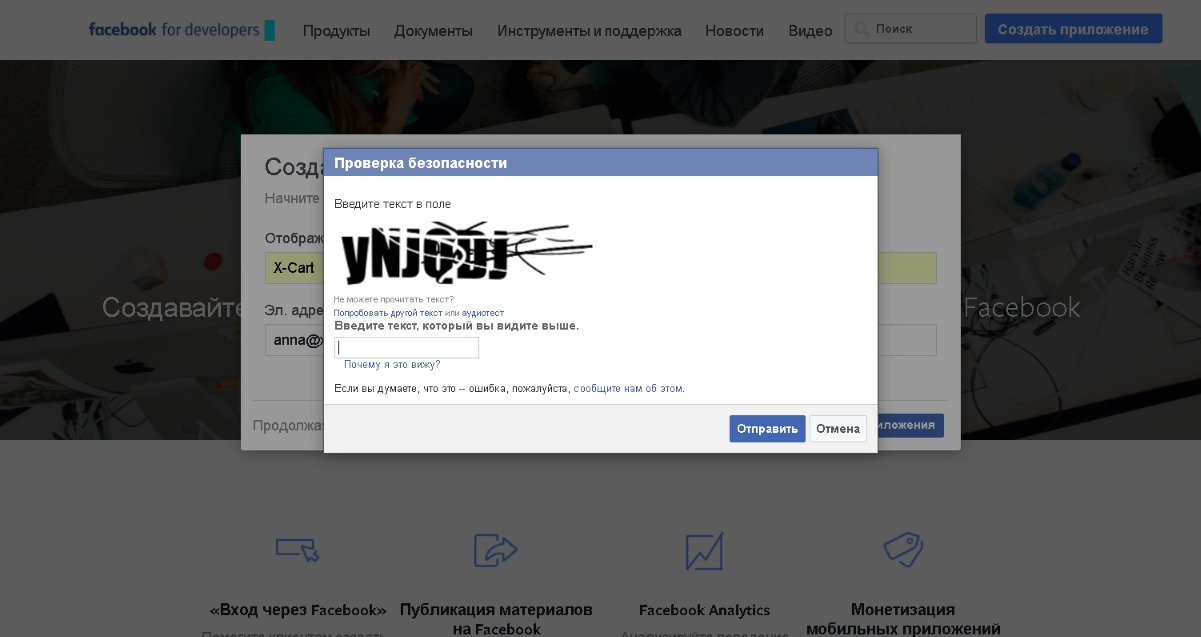 facebook for developers
Продукты Документы Инструменты и поддержка Новости Видео Поиск Создать приложение
Проверка безопасности
Созда
Начните
Введите текст в поле
Отображ
X-Cart
Не можете прочитать текст?
Попробовать другой текст или аудиотест
Создавайте Facebook
Эл. адре
Введите текст, который вы видите выше.
anna@x
Почему я это вижу?
Если вы думаете, что это -- ошибка, пожалуйста, сообщите нам об этом.
Продолжа
Отправить Отмена
иложения
«Вход через Facebook»
Помогите клиентам создать
Публикация материалов
на Facebook
Facebook Analytics
Анализируйте поведение
Монетизация
мобильных приложений